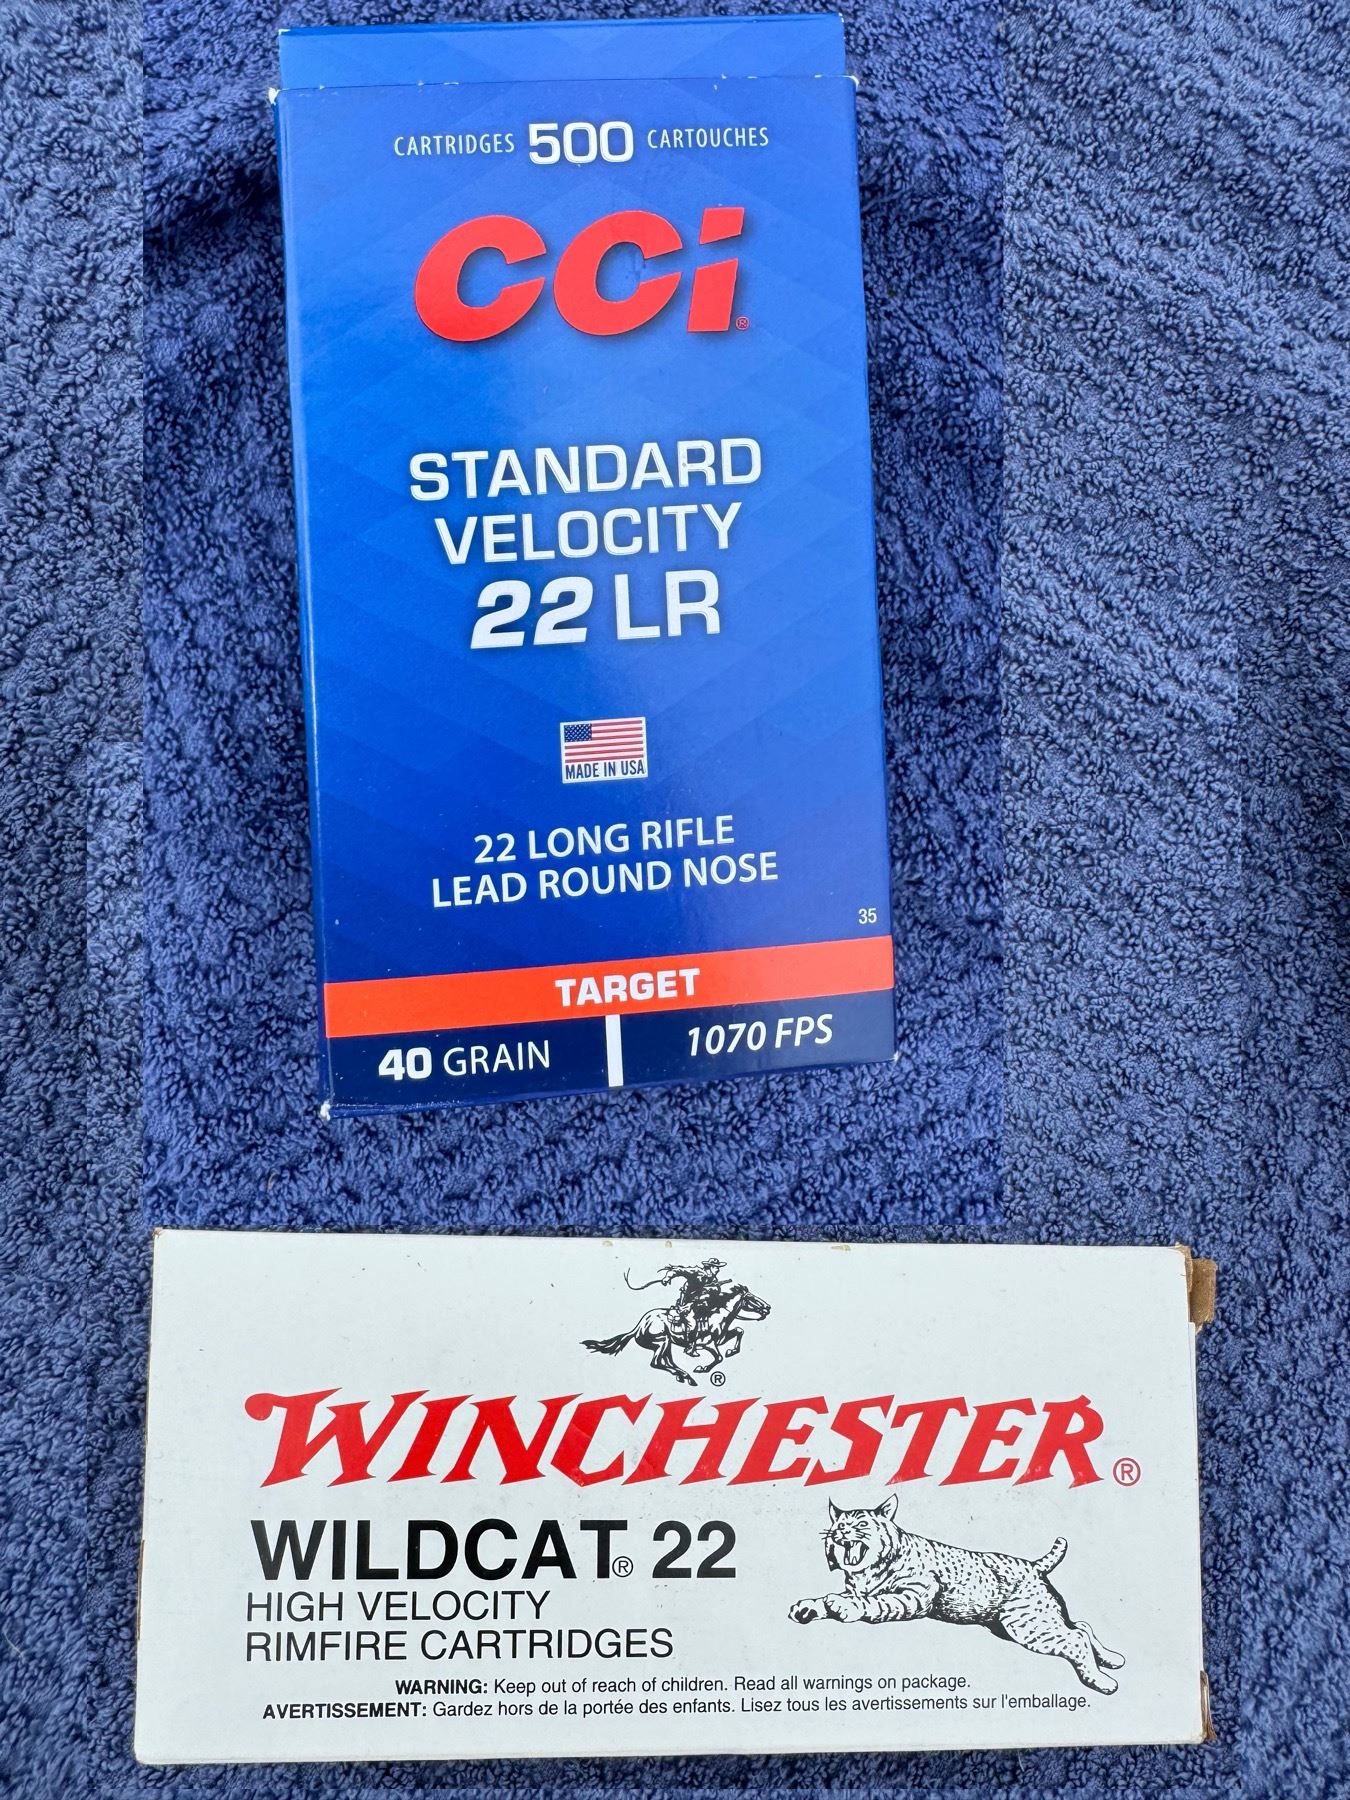 CARTRIDGES 500 CARTOUCHES
CCI®
STANDARD
VELOCITY
22 LR
MADE IN USA
22 LONG RIFLE
LEAD ROUND NOSE
35
TARGET
40 GRAIN 1070 FPS
®
WINCHESTER®
WILDCAT® 22
HIGH VELOCITY
RIMFIRE CARTRIDGES
WARNING: Keep out of reach of children. Read all warnings on package.
AVERTISSEMENT: Gardez hors de la portée des enfants. Lisez tous les avertissements sur l'emballage.